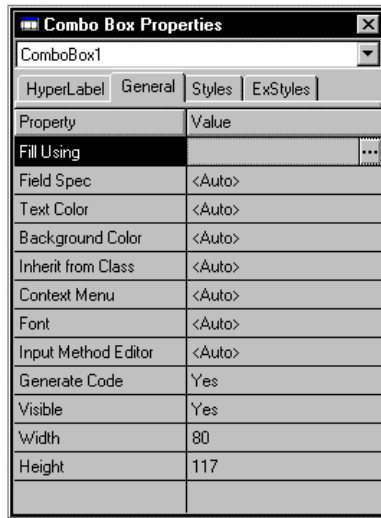 Combo Box Properties
ComboBox1
HyperLabel General Styles ExStyles
Property Value
Fill Using ...
Field Spec <Auto>
Text Color <Auto>
Background Color <Auto>
Inherit from Class <Auto>
Context Menu <Auto>
Font <Auto>
Input Method Editor <Auto>
Generate Code Yes
Visible Yes
Width 80
Height 117